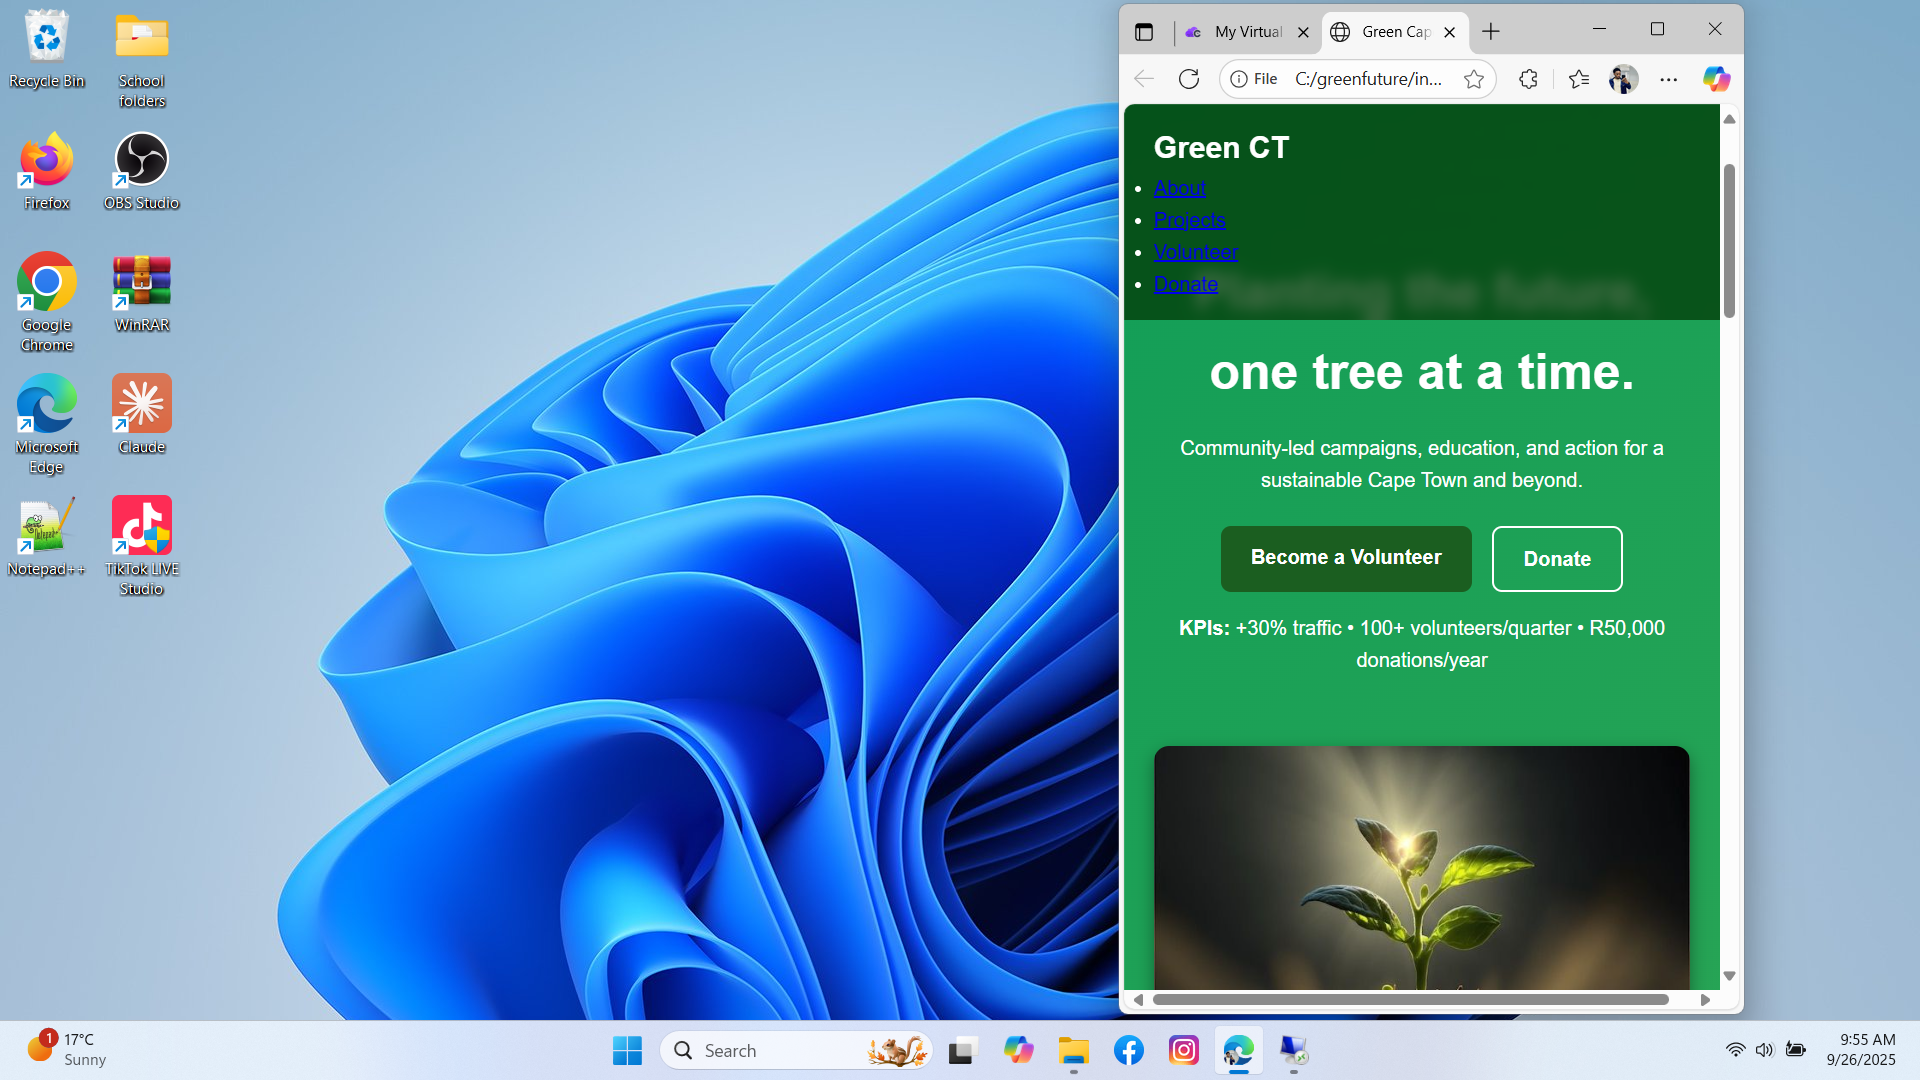 Recycle Bin
School
folders
Firefox
OBS Studio
Google
Chrome
WinRAR
Microsoft
Edge
Claude
Notepad++
TikTok LIVE
Studio
My Virtual
Green Cap
File C:/greenfuture/in...
Green CT
• About
• Projects
• Volunteer
• Donate
Planting the future,
one tree at a time.
Community-led campaigns, education, and action for a
sustainable Cape Town and beyond.
Become a Volunteer
Donate
KPIs: +30% traffic • 100+ volunteers/quarter • R50,000
donations/year
1
17°C
Sunny
Search
9:55 AM
9/26/2025